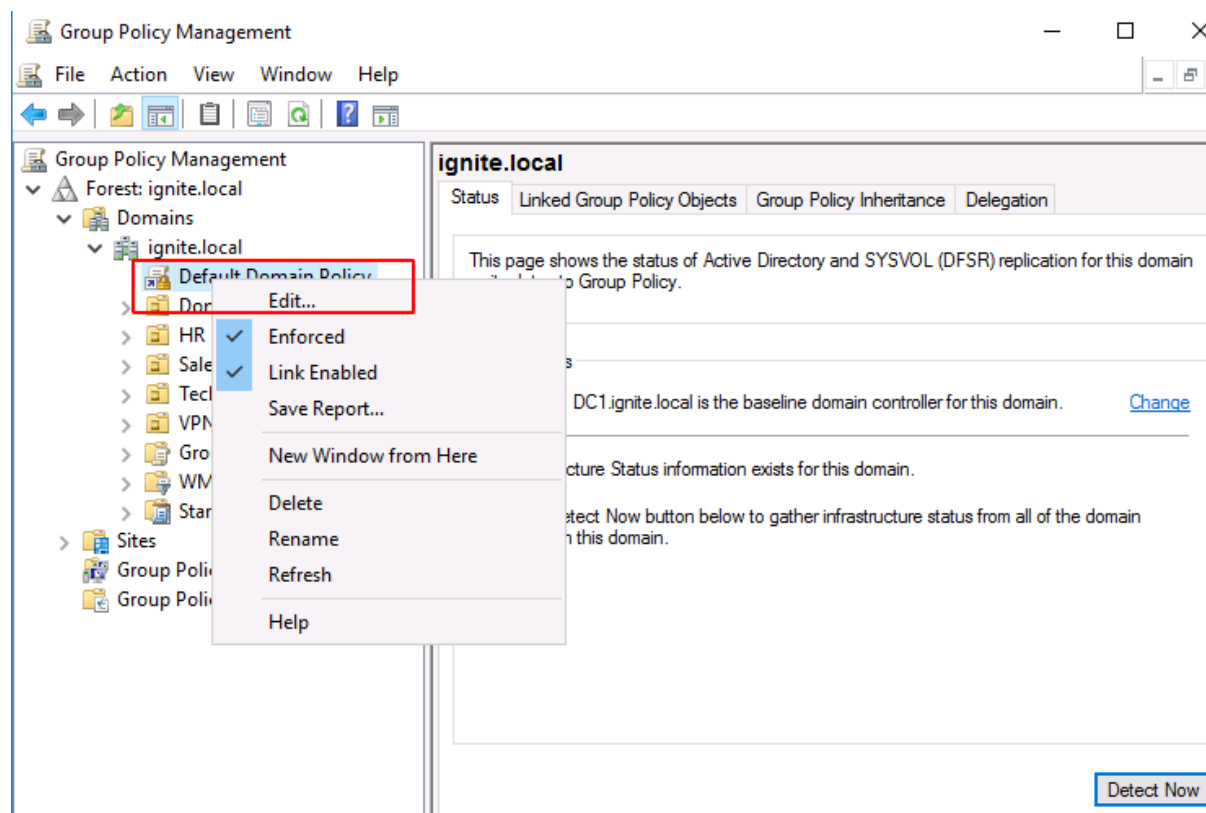 Group Policy Management
File Action View Window Help
Group Policy Management
Forest: ignite.local
Domains
ignite.local
Default Domain Policy
HR
VPN
Sites
Group
Group
Edit...
Enforced
Link Enabled
Save Report...
New Window from Here
Delete
Rename
Refresh
Help
ignite.local
Status Linked Group Policy Objects Group Policy Inheritance Delegation
This page shows the status of Active Directory and SYSVOL (DFSR) replication for this domain
Group Policy.
DC1.ignite.local is the baseline domain controller for this domain. Change
Status information exists for this domain.
Now button below to gather infrastructure status from all of the domain
this domain.
Detect Now